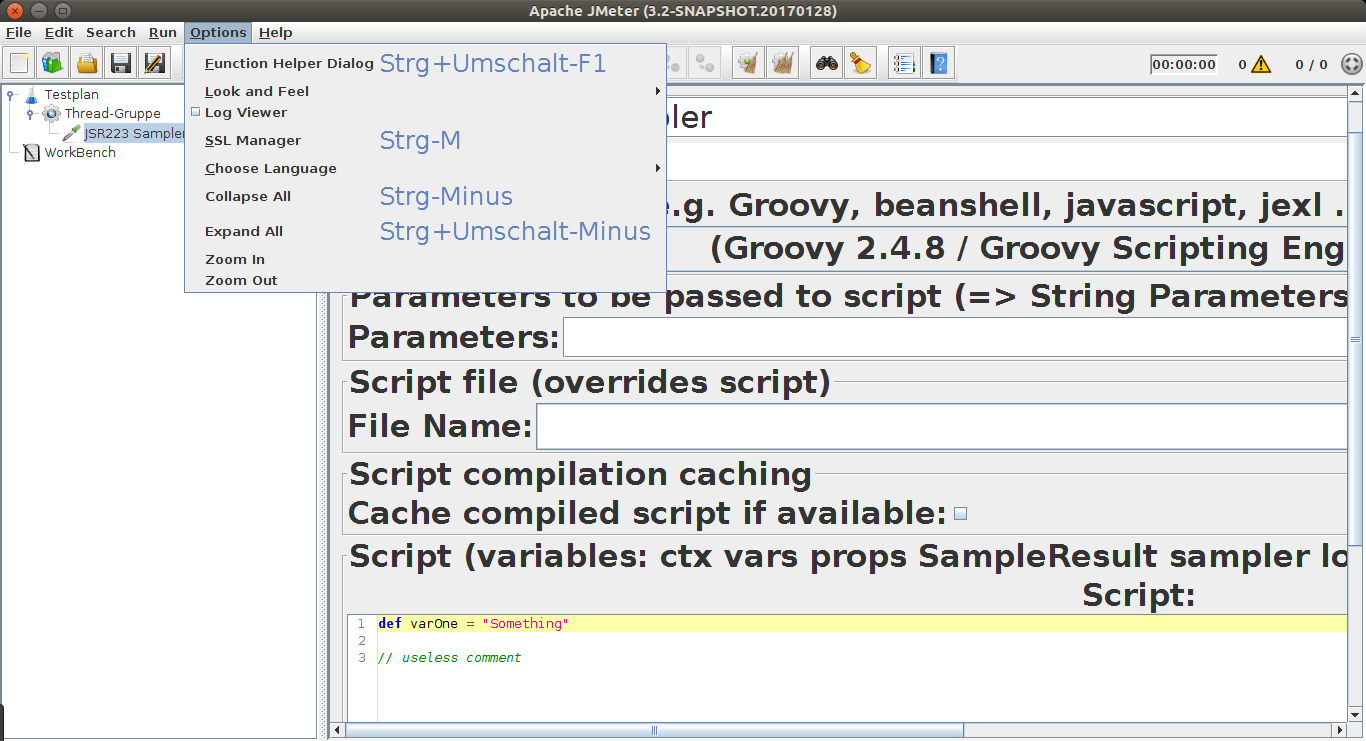 Apache JMeter (3.2-SNAPSHOT.20170128)
File Edit Search Run Options Help
Function Helper Dialog Strg+Umschalt-F1
Look and Feel
Log Viewer
SSL Manager Strg-M
Choose Language
Collapse All Strg-Minus
Expand All Strg+Umschalt-Minus
Zoom In
Zoom Out
00:00:00 0 0 / 0
Testplan
Thread-Gruppe
JSR223 Sampler
WorkBench
ler
.g. Groovy, beanshell, javascript, jexl .
(Groovy 2.4.8 / Groovy Scripting Eng
Parameters to be passed to script (=> String Parameters
Parameters:
Script file (overrides script)
File Name:
Script compilation caching
Cache compiled script if available:
Script (variables: ctx vars props SampleResult sampler lo
Script:
1 def varOne = "Something"
2
3 // useless comment